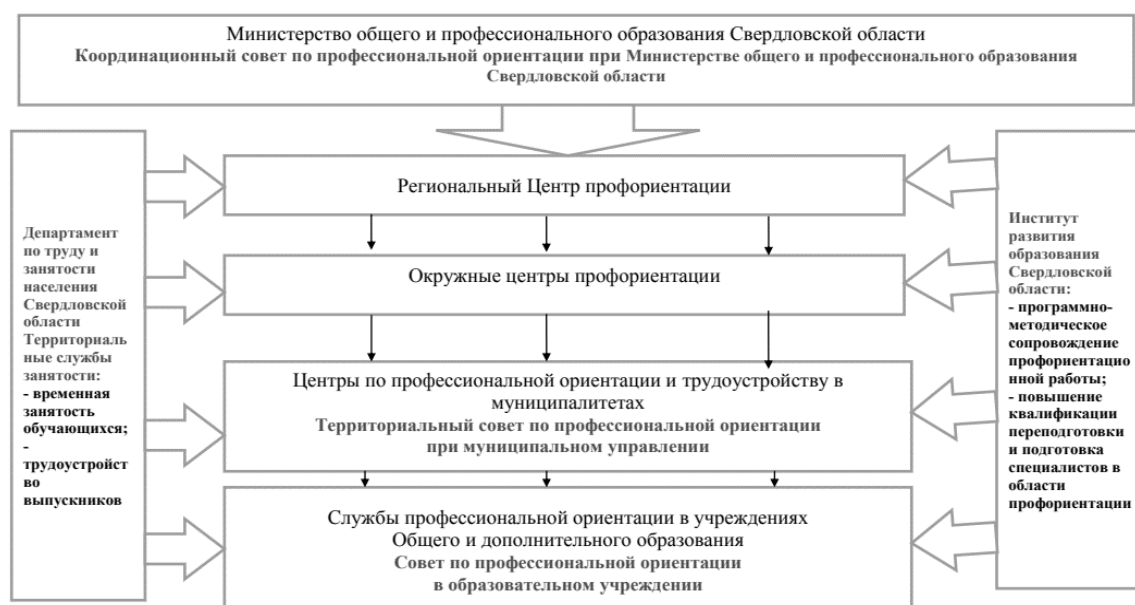 Министерство общего и профессионального образования Свердловской области
Координационный совет по профессиональной ориентации при Министерстве общего и профессионального образования
Свердловской области
Региональный Центр профориентации
Окружные центры профориентации
Центры по профессиональной ориентации и трудоустройству в
муниципалитетах
Территориальный совет по профессиональной ориентации
при муниципальном управлении
Службы профессиональной ориентации в учреждениях
Общего и дополнительного образования
Совет по профессиональной ориентации
в образовательном учреждении
Департамент
по труду и
занятости
населения
Свердловской
области
Территориаль
ные службы
занятости:
- временная
занятость
обучающихся;
-
трудоустройст
во
выпускников
Институт
развития
образования
Свердловской
области:
- программно-
методическое
сопровождение
профориентацио
нной работы;
- повышение
квалификации
переподготовки
и подготовка
специалистов в
области
профориентации